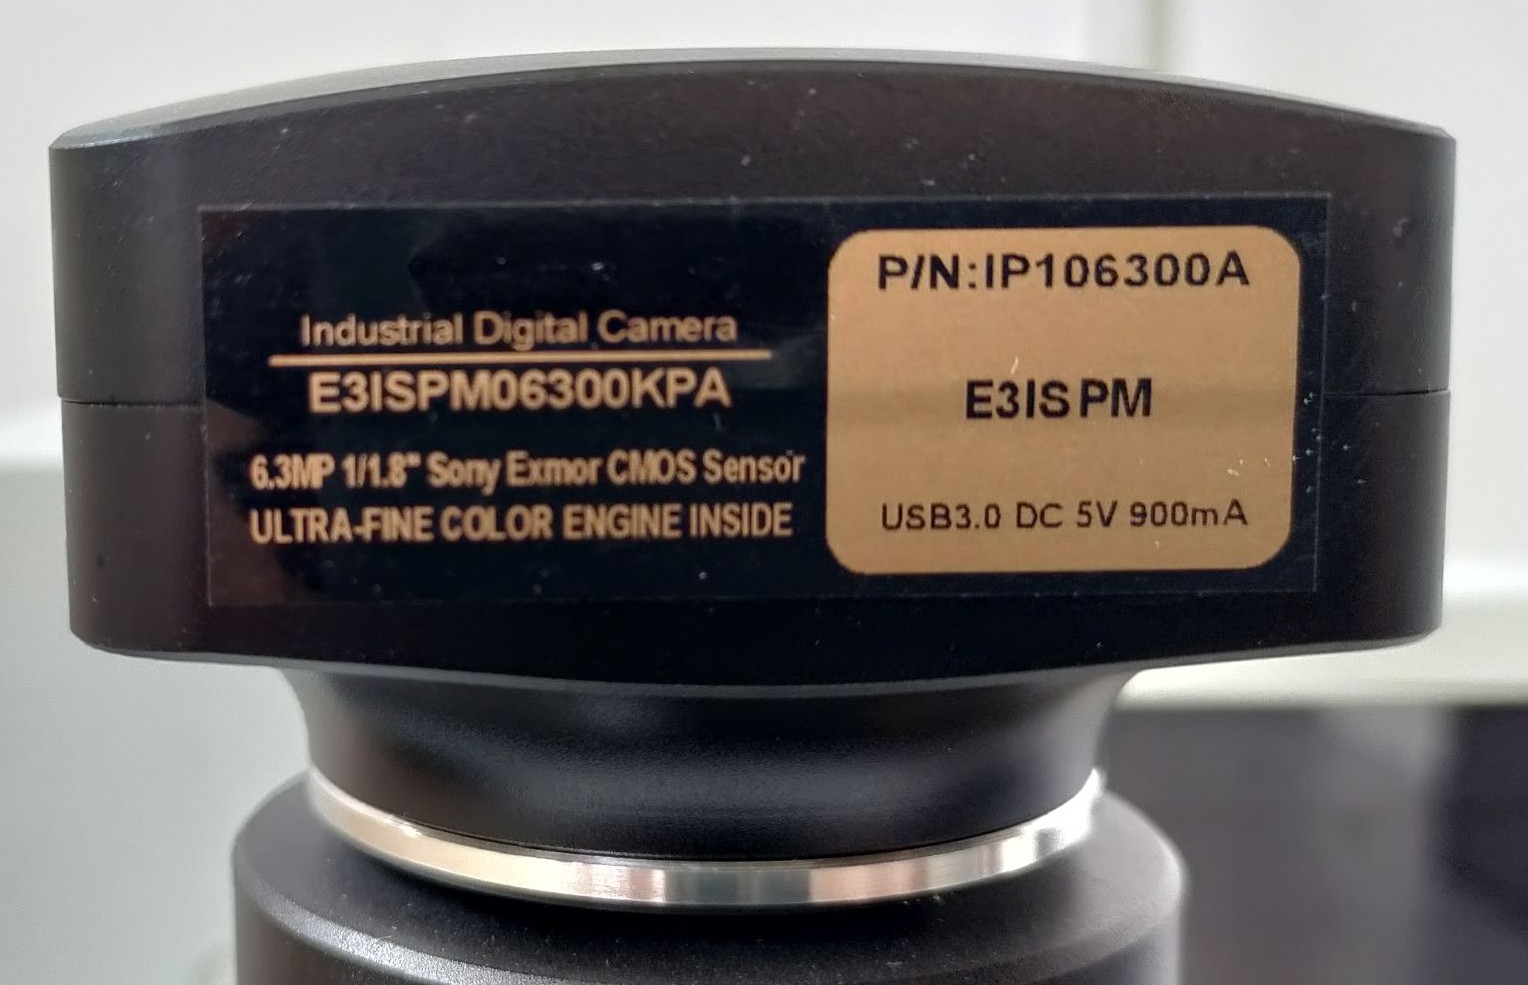 Industrial Digital Camera
E3ISPM06300KPA
6.3MP 1/1.8" Sony Exmor CMOS Sensor
ULTRA-FINE COLOR ENGINE INSIDE
P/N:IP106300A
E3ISPM
USB3.0 DC 5V 900mA